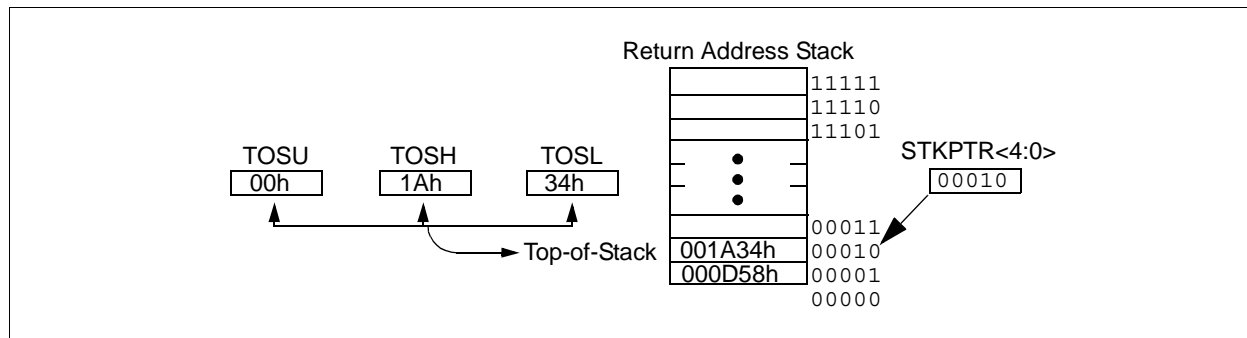 Return Address Stack
11111
11110
11101
TOSU TOSH TOSL
STKPTR<4:0>
00h 1Ah 34h
00010
00011
Top-of-Stack 001A34h 00010
000D58h 00001
00000